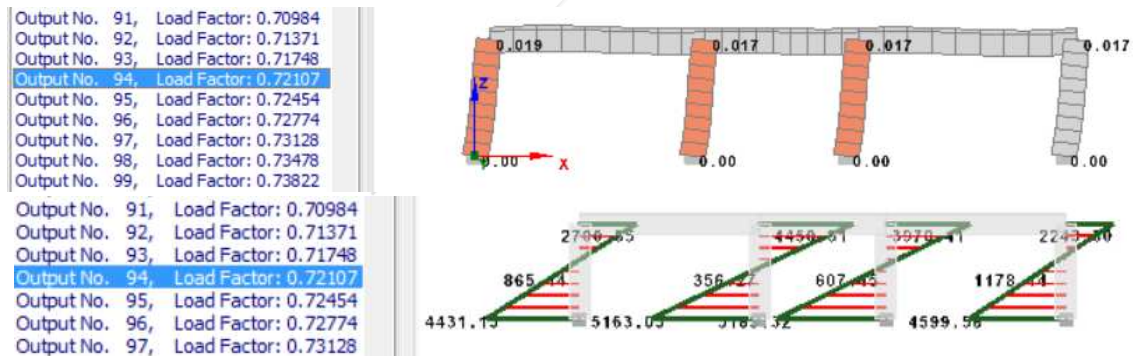 Output No. 91, Load Factor: 0.70984
Output No. 92, Load Factor: 0.71371
Output No. 93, Load Factor: 0.71748
Output No. 94, Load Factor: 0.72107
Output No. 95, Load Factor: 0.72454
Output No. 96, Load Factor: 0.72774
Output No. 97, Load Factor: 0.73128
Output No. 98, Load Factor: 0.73478
Output No. 99, Load Factor: 0.73822
0.019 0.017 0.017 0.017
Z
0.00 X 0.00 0.00 0.00
Output No. 91, Load Factor: 0.70984
Output No. 92, Load Factor: 0.71371
Output No. 93, Load Factor: 0.71748
Output No. 94, Load Factor: 0.72107
Output No. 95, Load Factor: 0.72454
Output No. 96, Load Factor: 0.72774
Output No. 97, Load Factor: 0.73128